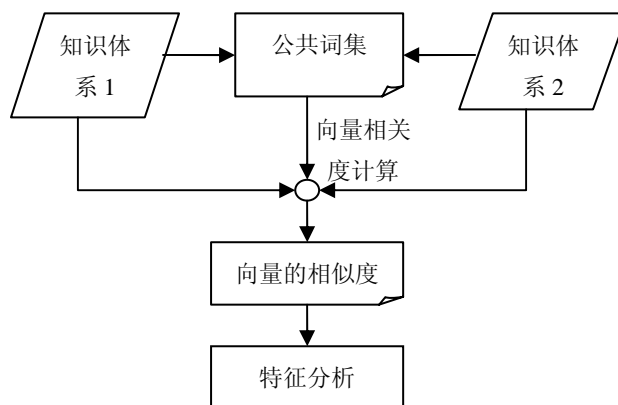 知识体
系 1
公共词集
知识体
系 2
向量相关
度计算
向量的相似度
特征分析